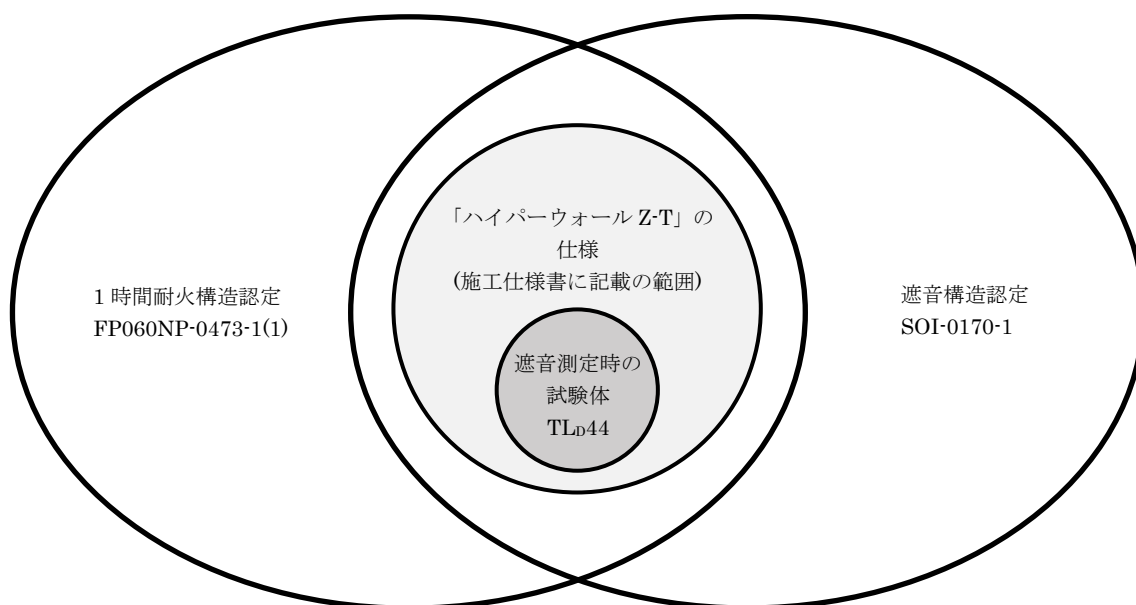 1 時間耐火構造認定
FP060NP-0473-1(1)
「ハイパーウォール Z-T」の
仕様
(施工仕様書に記載の範囲)
遮音測定時の
試験体
TLD44
遮音構造認定
SOI-0170-1